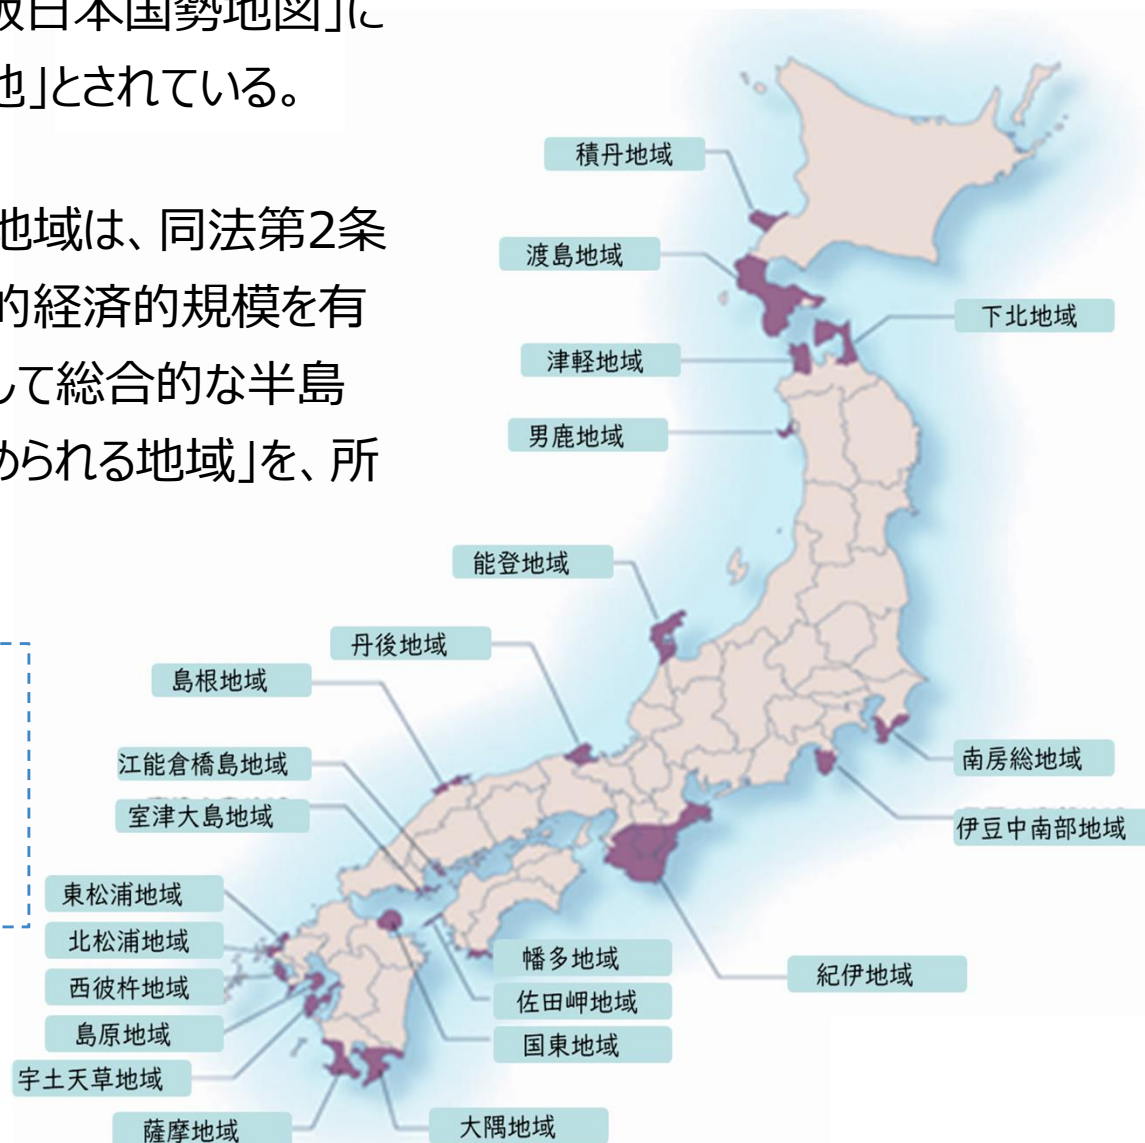 版日本国勢地図」に
也」とされている。
地域は、同法第2条
的経済的規模を有
して総合的な半島
められる地域」を、所
積丹地域
渡島地域
下北地域
津軽地域
男鹿地域
能登地域
丹後地域
島根地域
江能倉橋島地域
室津大島地域
南房総地域
伊豆中南部地域
東松浦地域
北松浦地域
西彼杵地域
島原地域
宇土天草地域
薩摩地域
大隅地域
幡多地域
佐田岬地域
国東地域
紀伊地域